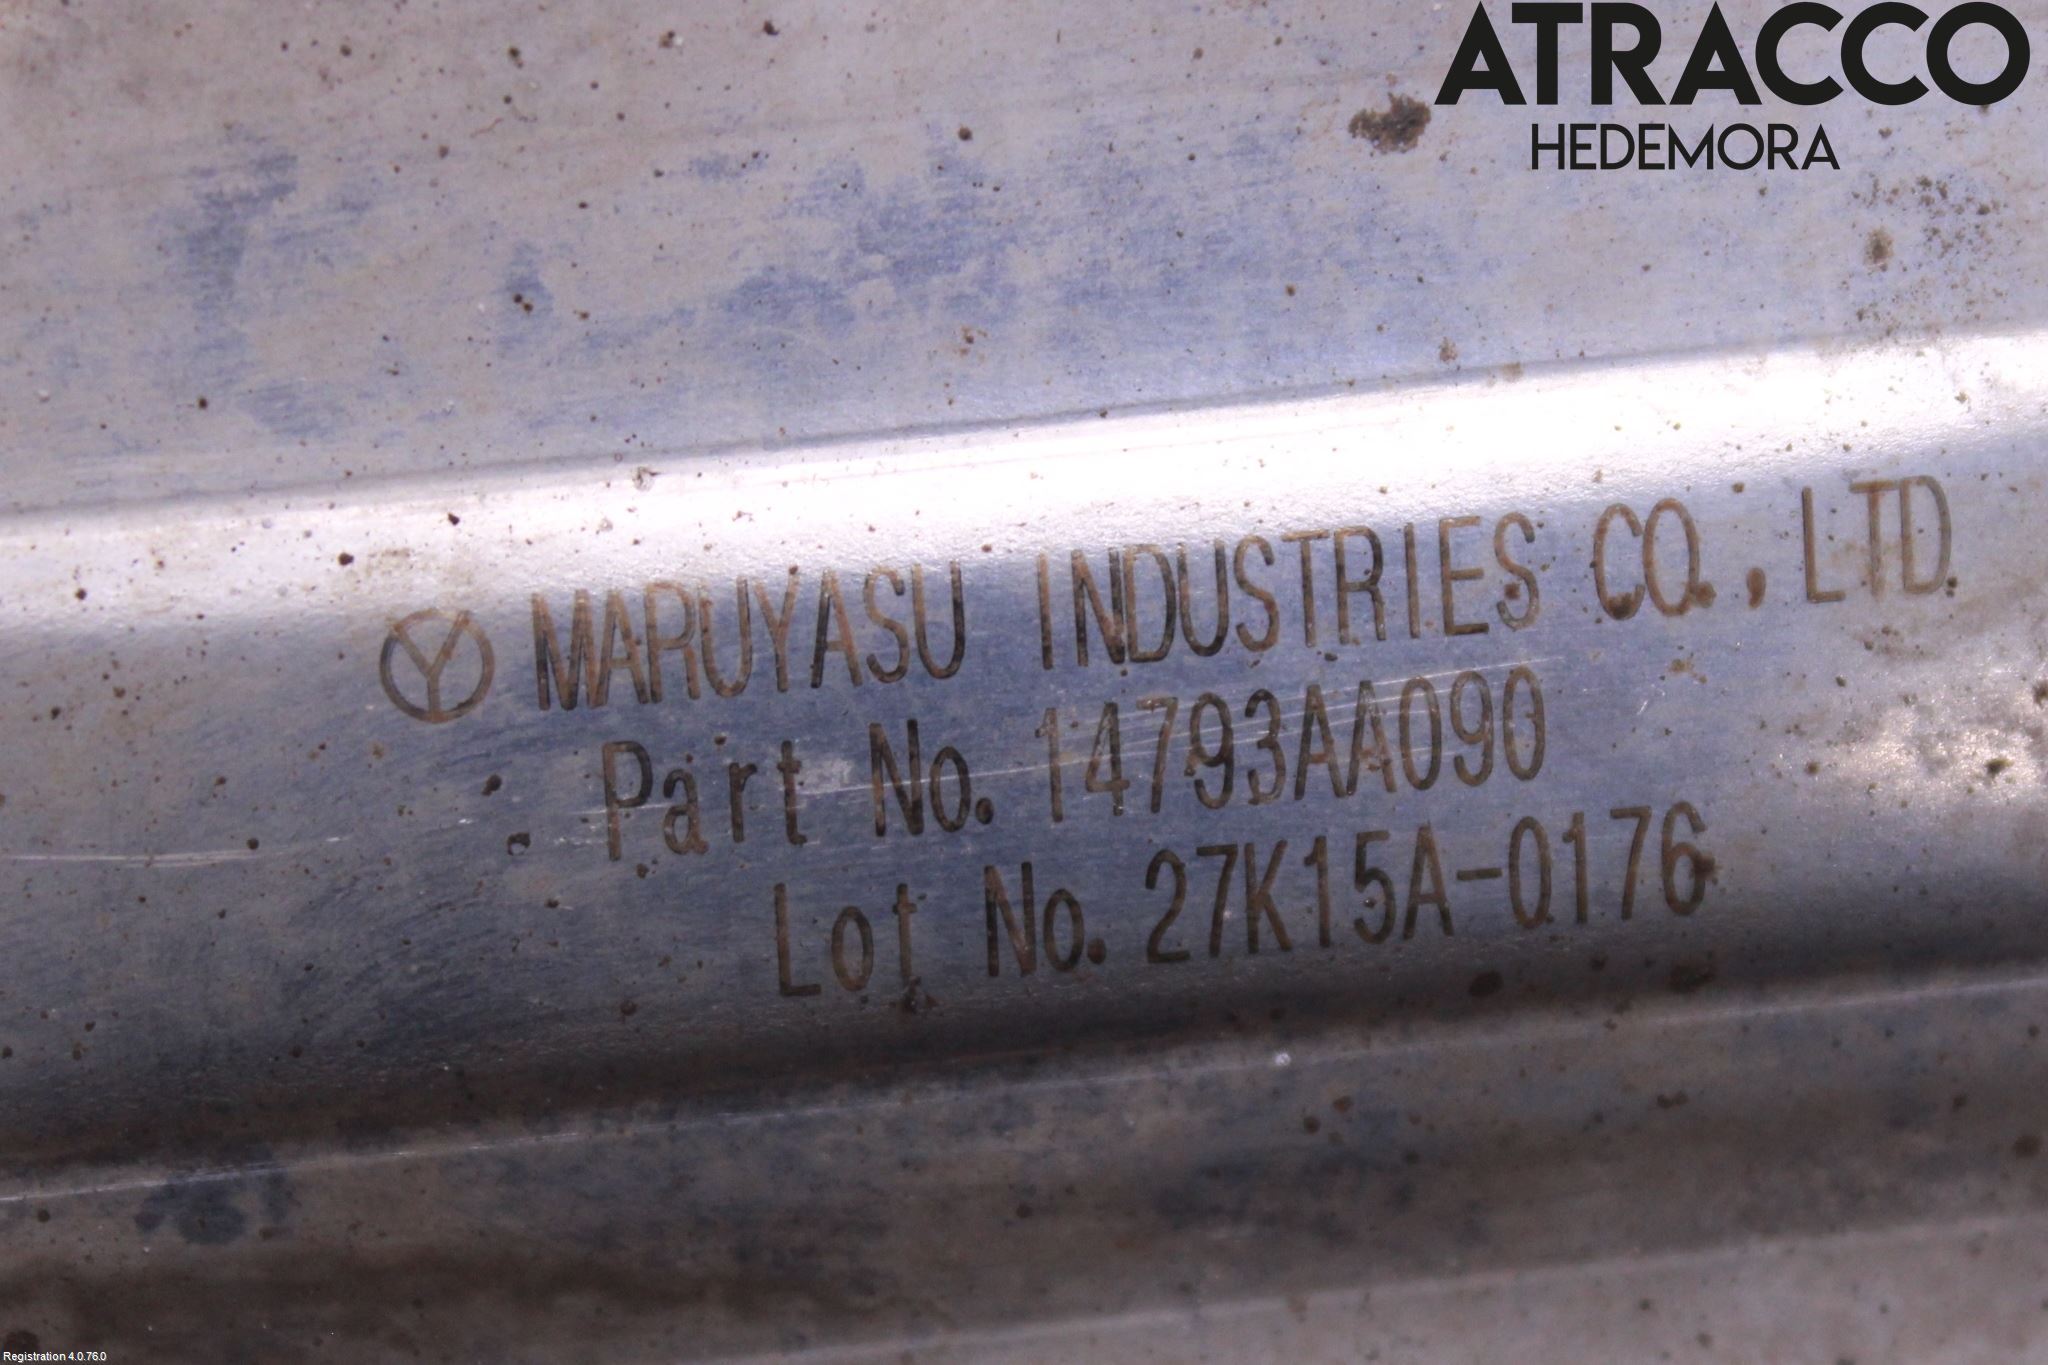 ATRACCO
HEDEMORA
Y MARUYASU INDUSTRIES CO., LTD
Part No. 14793AA090
Lot No. 27K15A-0176
Registration 4.0.76.0